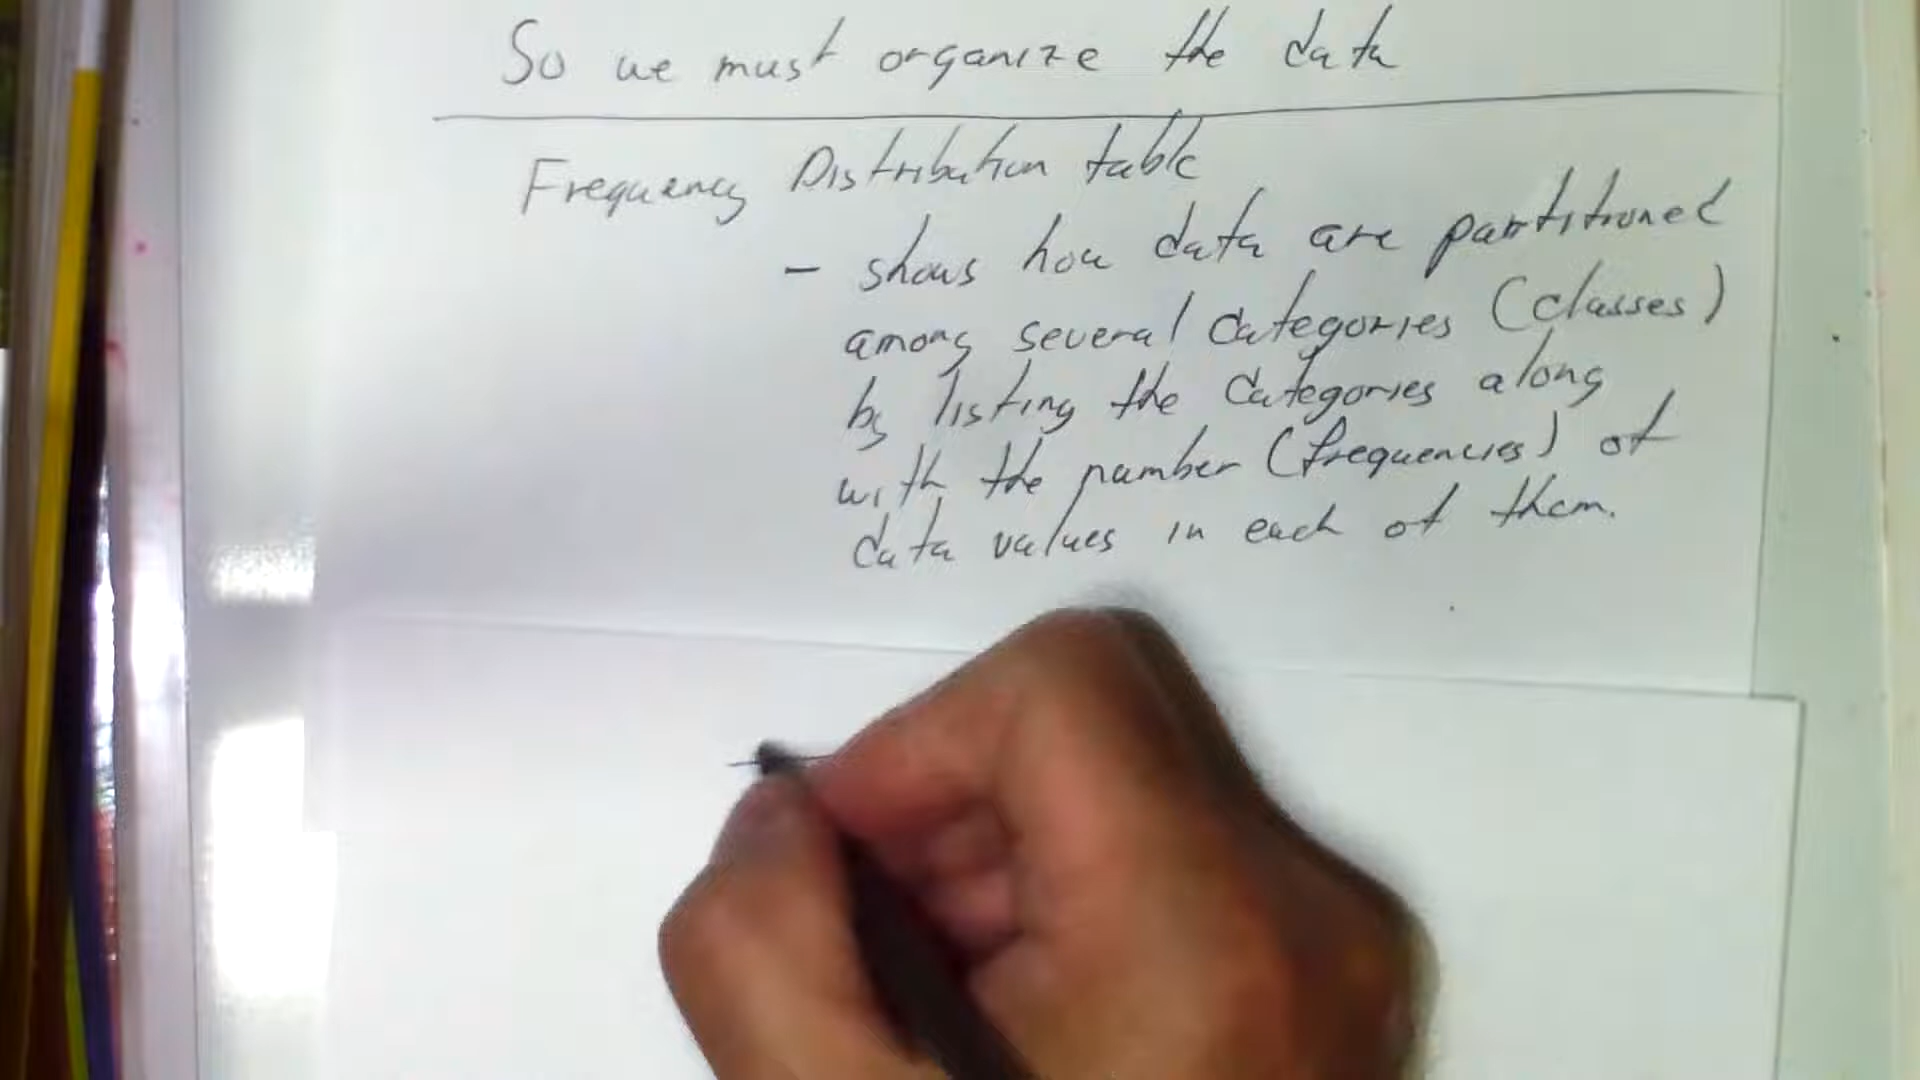 So we must organize the data
Frequency Distribution table
- shows how data are partitioned
among several categories (classes)
by listing the categories along
with the number (frequencies) of
data values in each of them.